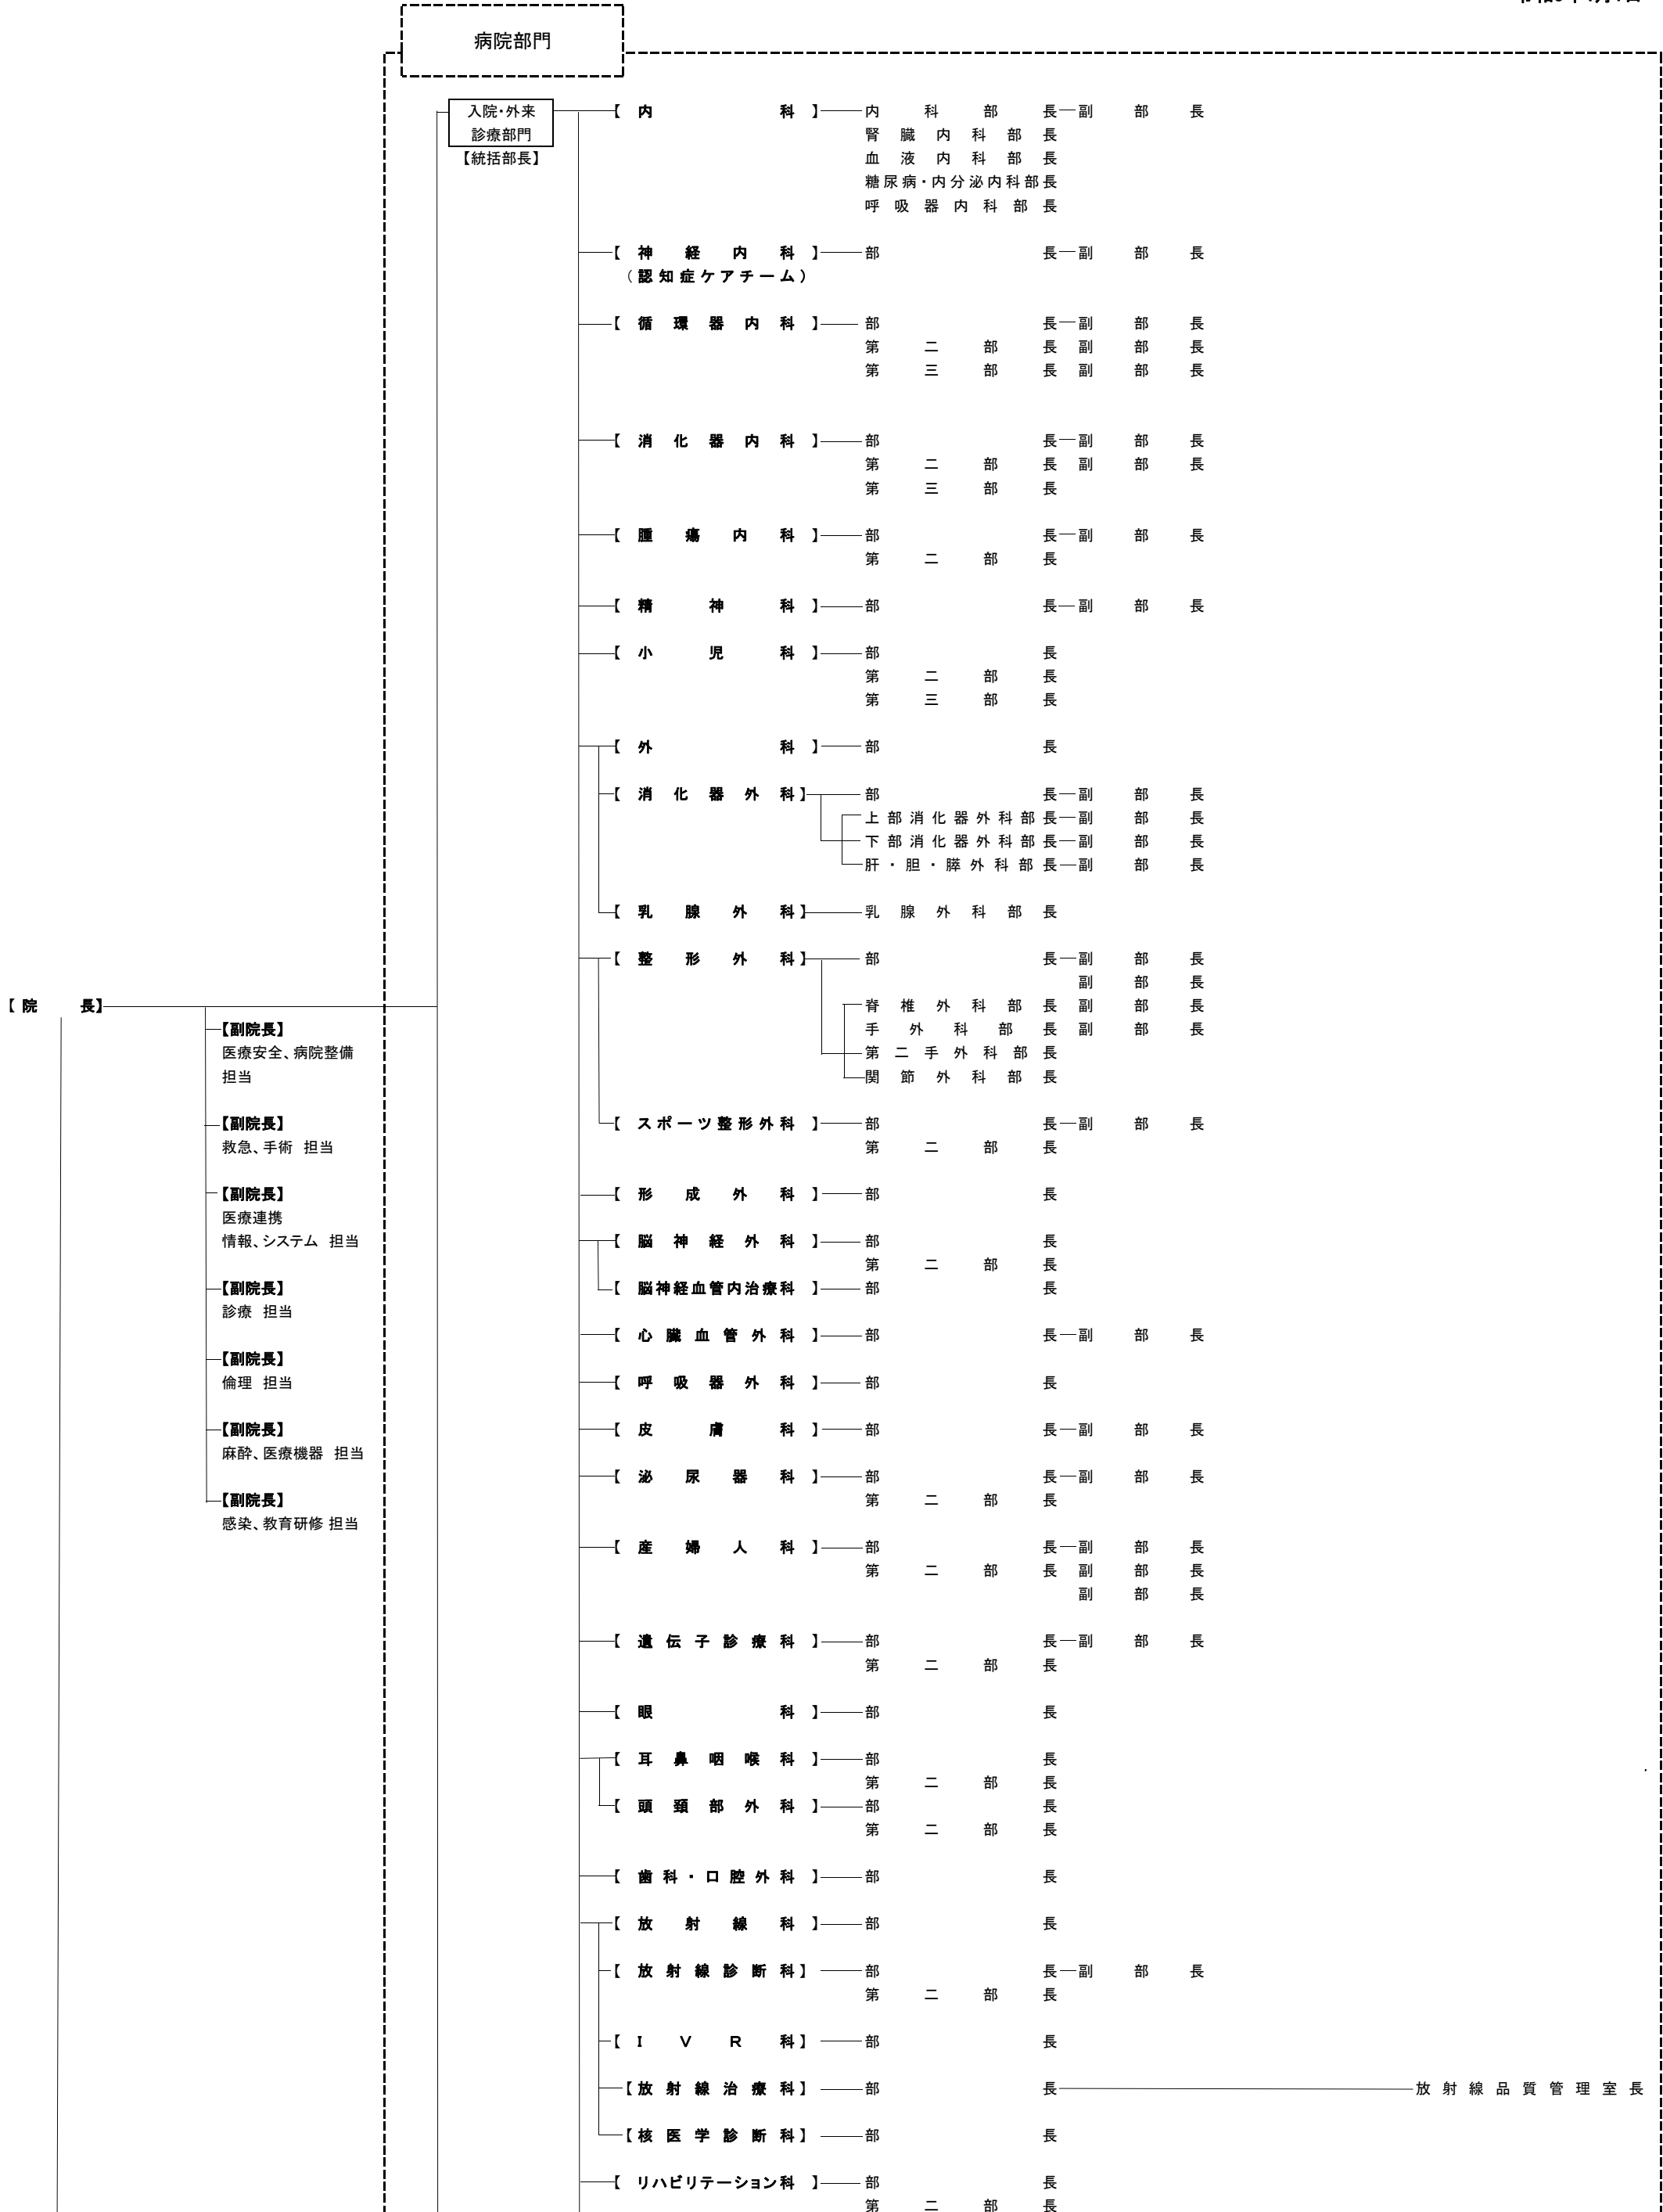 病院部門
入院・外来
診療部門
【統括部長】
【 内 科 】 内科部長 副部長
腎臓内科部長
血液内科部長
糖尿病・内分泌内科部長
呼吸器内科部長
【 神経内科 】 部長 副部長
（認知症ケアチーム）
【 循環器内科 】 部長 副部長
第二部長 副部長
第三部長 副部長
【 消化器内科 】 部長 副部長
第二部長 副部長
第三部長
【 腫瘍内科 】 部長 副部長
第二部長
【 精神科 】 部長 副部長
【 小児科 】 部長
第二部長
第三部長
【 外科 】 部長
【 消化器外科】 部長 副部長
上部消化器外科部長 副部長
下部消化器外科部長 副部長
肝・胆・膵外科部長 副部長
【 乳腺外科】 乳腺外科部長
【 整形外科】 部長 副部長
副部長
脊椎外科部長 副部長
手外科部長 副部長
第二手外科部長
関節外科部長
【 スポーツ整形外科 】 部長 副部長
第二部長
【 形成外科 】 部長
【 脳神経外科 】 部長
第二部長
【 脳神経血管内治療科 】 部長
【 心臓血管外科 】 部長 副部長
【 呼吸器外科 】 部長
【 皮膚科 】 部長 副部長
【 泌尿器科 】 部長 副部長
第二部長
【 産婦人科 】 部長 副部長
第二部長 副部長
副部長
【 遺伝子診療科 】 部長 副部長
第二部長
【 眼科 】 部長
【 耳鼻咽喉科 】 部長
第二部長
【 頭頚部外科 】 部長
第二部長
【 歯科・口腔外科 】 部長
【 放射線科 】 部長
【 放射線診断科】 部長 副部長
第二部長
【 ＩＶＲ科】 部長
【放射線治療科】 部長 放射線品質管理室長
【核医学診断科】 部長
【 リハビリテーション科 】 部長
第二部長
【院長】
【副院長】
医療安全、病院整備
担当
【副院長】
救急、手術 担当
【副院長】
医療連携
情報、システム 担当
【副院長】
診療 担当
【副院長】
倫理 担当
【副院長】
麻酔、医療機器 担当
【副院長】
感染、教育研修 担当